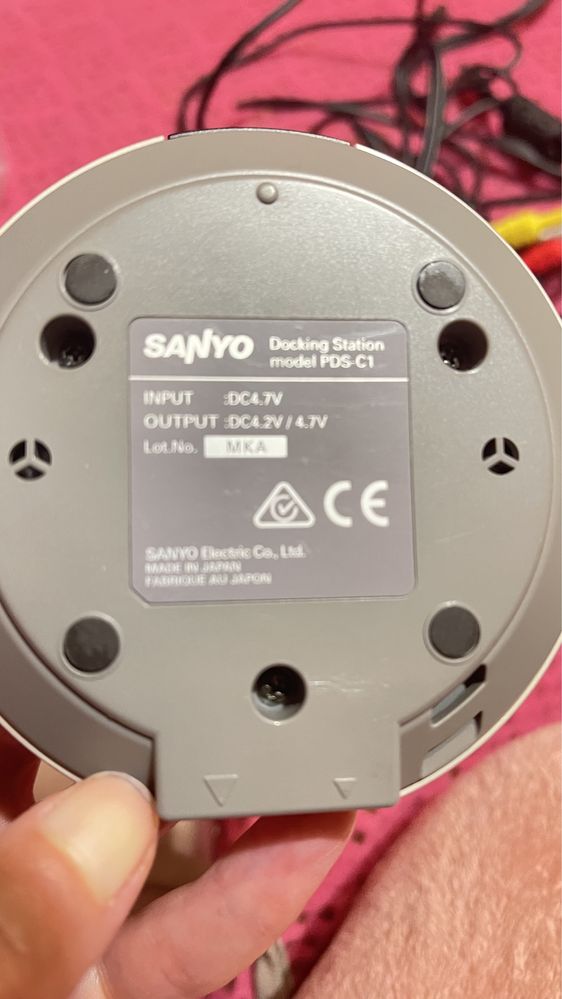 SANYO Docking Station
model PDS-C1
INPUT :DC4.7V
OUTPUT :DC4.2V / 4.7V
Lot.No. MKA
CE
SANYO Electric Co., Ltd.
MADE IN JAPAN
FABRIQUE AU JAPON